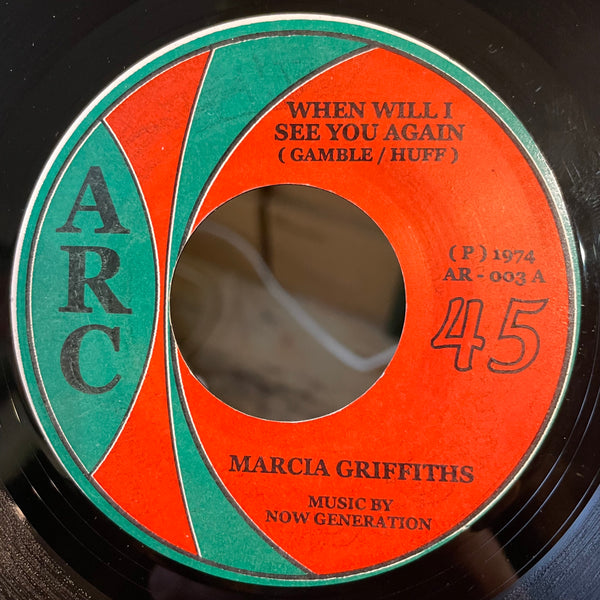 WHEN WILL I
SEE YOU AGAIN
( GAMBLE / HUFF )
ARC
( P ) 1974
AR - 003 A
45
MARCIA GRIFFITHS
MUSIC BY
NOW GENERATION